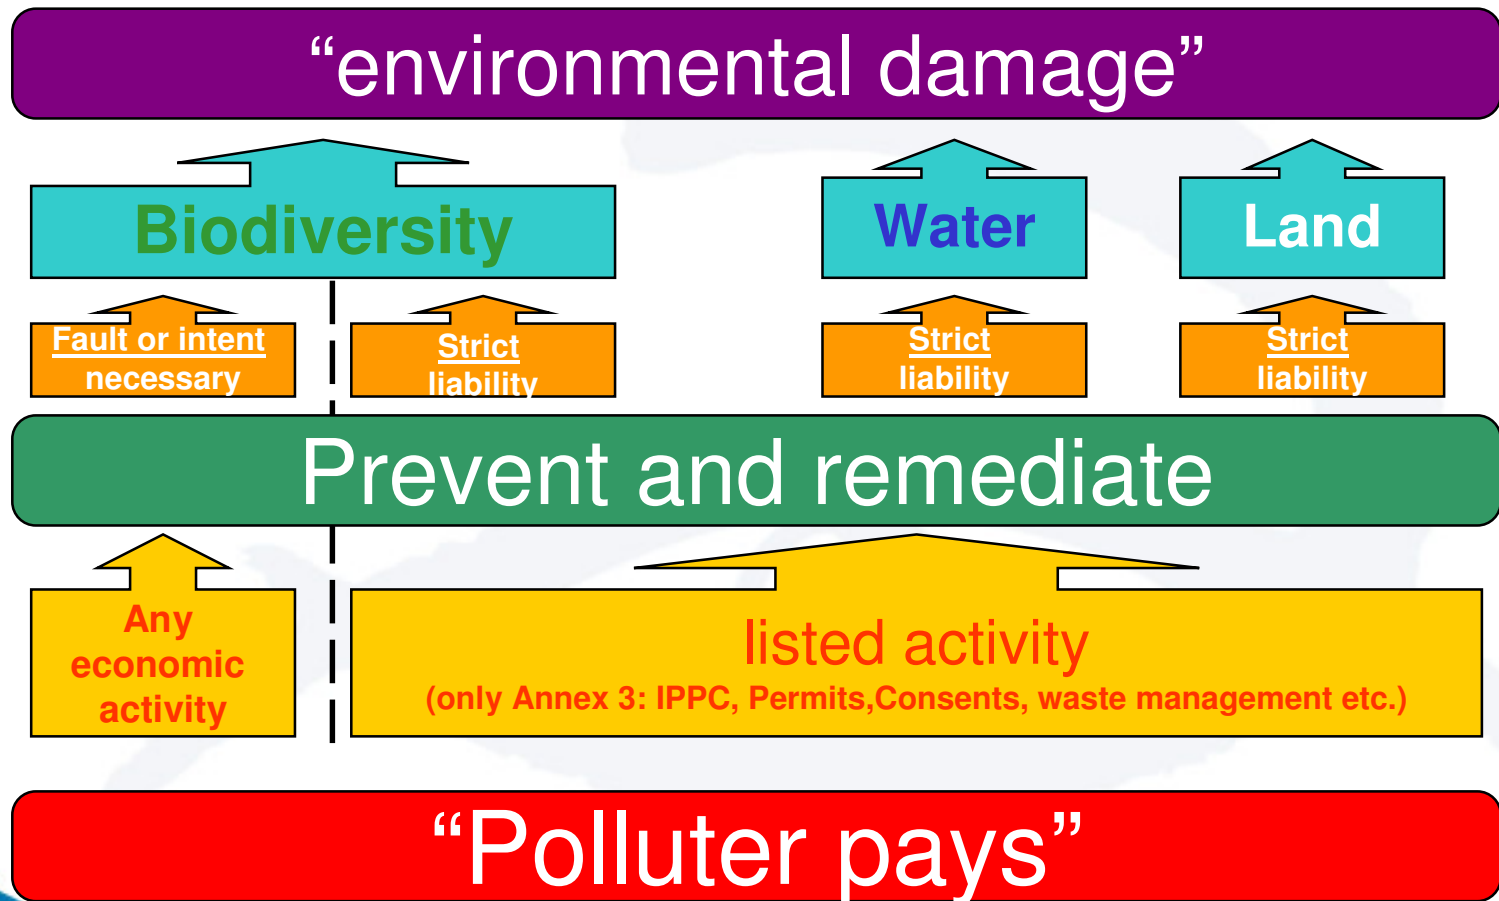 “environmental damage”
Biodiversity
Water
Land
Fault or intent
necessary
Strict
liability
Strict
liability
Strict
liability
Prevent and remediate
Any
economic
activity
listed activity
(only Annex 3: IPPC, Permits,Consents, waste management etc.)
“Polluter pays”